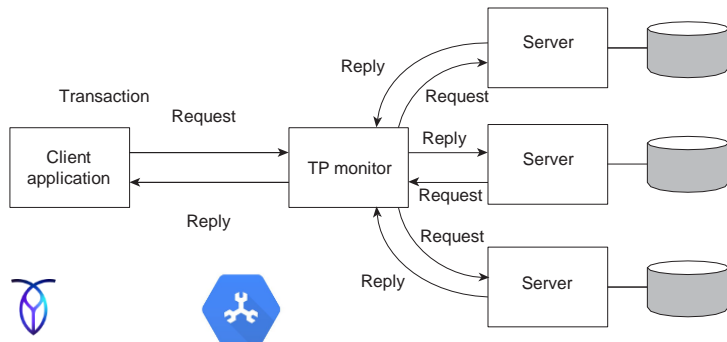 Server
Reply
Transaction
Request
Request
Reply
Client
application
TP monitor
Server
Request
Reply
Request
Reply
Server